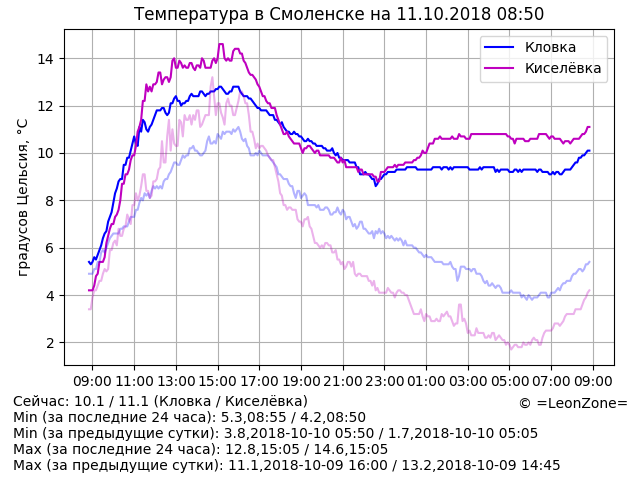 Температура в Смоленске на 11.10.2018 08:50
Кловка
Киселёвка
градусов Цельсия, °C
14
12
10
8
6
4
2
09:00 11:00 13:00 15:00 17:00 19:00 21:00 23:00 01:00 03:00 05:00 07:00 09:00
Сейчас: 10.1 / 11.1 (Кловка / Киселёвка)
© =LeonZone=
Min (за последние 24 часа): 5.3,08:55 / 4.2,08:50
Min (за предыдущие сутки): 3.8,2018-10-10 05:50 / 1.7,2018-10-10 05:05
Max (за последние 24 часа): 12.8,15:05 / 14.6,15:05
Max (за предыдущие сутки): 11.1,2018-10-09 16:00 / 13.2,2018-10-09 14:45